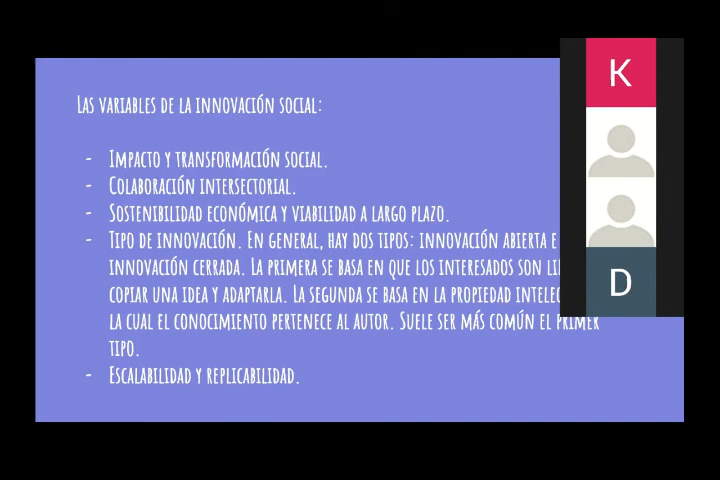 Las variables de la innovación social:
- Impacto y transformación social.
- Colaboración intersectorial.
- Sostenibilidad económica y viabilidad a largo plazo.
- Tipo de innovación. En general, hay dos tipos: innovación abierta e
innovación cerrada. La primera se basa en que los interesados son
copiar una idea y adaptarla. La segunda se basa en la propiedad
la cual el conocimiento pertenece al autor. Suele ser más común el primer
tipo.
- Escalabilidad y replicabilidad.
K
D